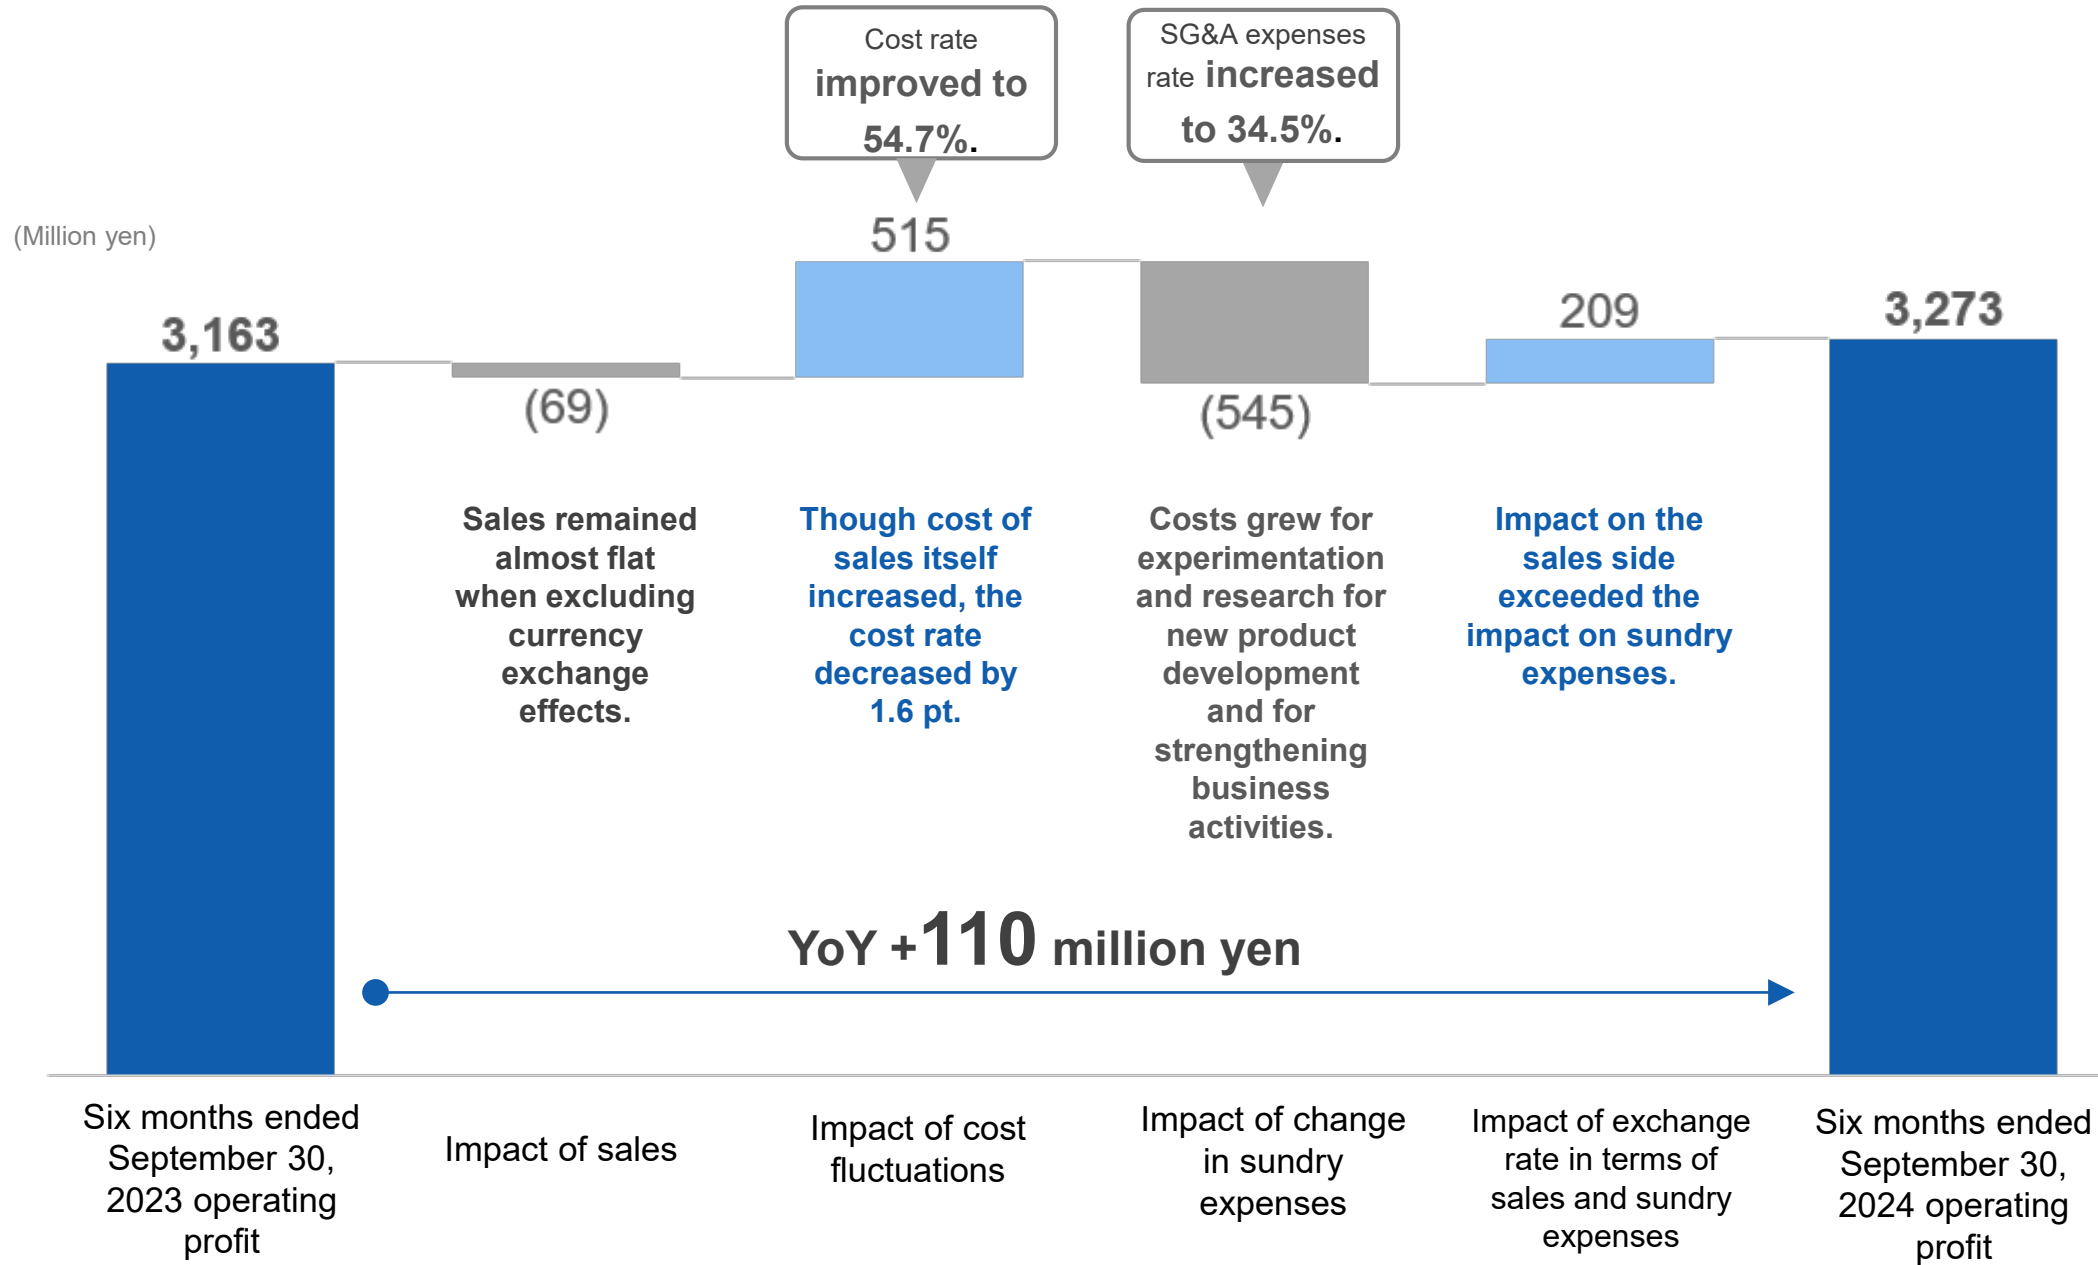 Cost rate
improved to
54.7%.
SG&A expenses
rate increased
to 34.5%.
(Million yen)
3,163
(69)
515
(545)
209
3,273
Sales remained
almost flat
when excluding
currency
exchange
effects.
Though cost of
sales itself
increased, the
cost rate
decreased by
1.6 pt.
Costs grew for
experimentation
and research for
new product
development
and for
strengthening
business
activities.
Impact on the
sales side
exceeded the
impact on sundry
expenses.
YoY +110 million yen
Six months ended
September 30,
2023 operating
profit
Impact of sales
Impact of cost
fluctuations
Impact of change
in sundry
expenses
Impact of exchange
rate in terms of
sales and sundry
expenses
Six months ended
September 30,
2024 operating
profit